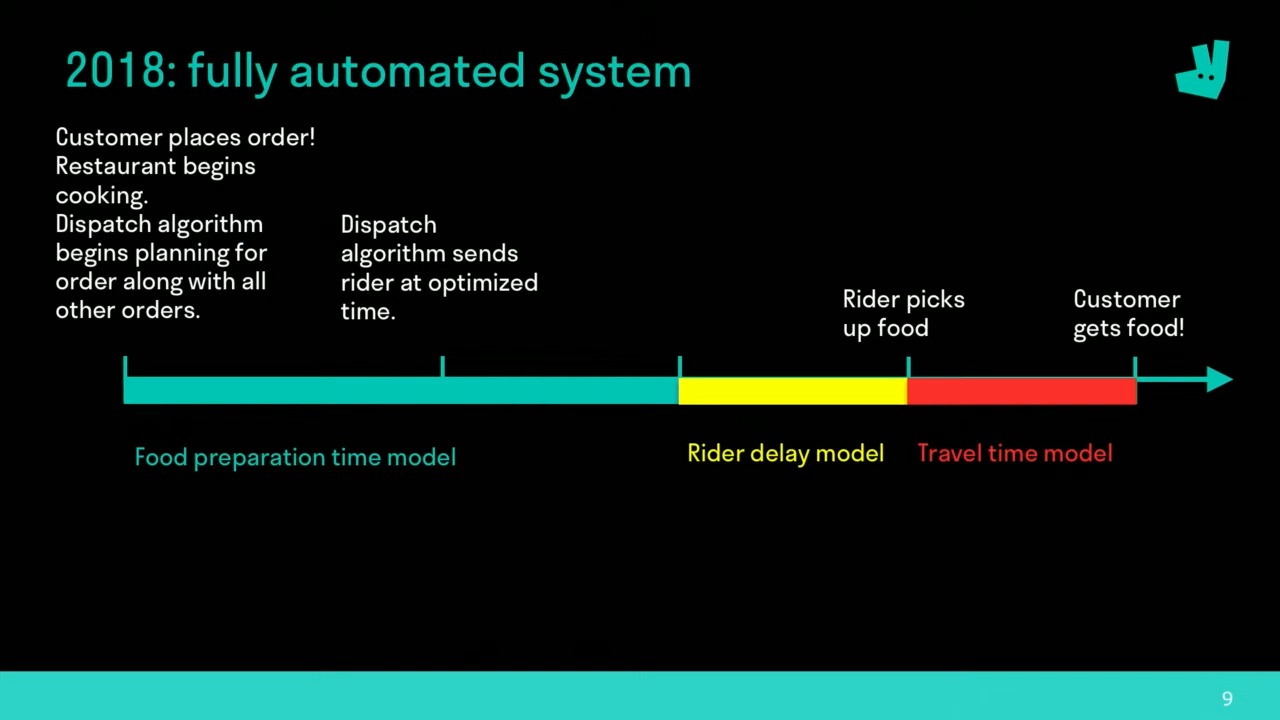 2018: fully automated system
Customer places order!
Restaurant begins
cooking.
Dispatch algorithm
begins planning for
order along with all
other orders.
Dispatch
algorithm sends
rider at optimized
time.
Rider picks
up food
Customer
gets food!
Food preparation time model
Rider delay model
Travel time model
9